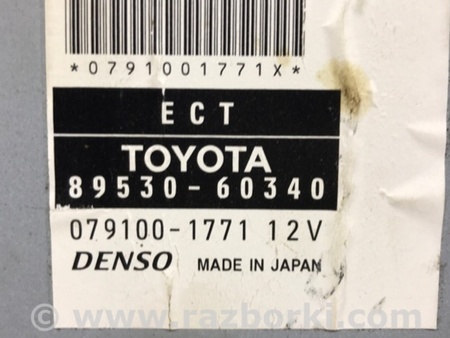 *0791001771X*
ECT
TOYOTA
89530-60340
079100-1771 12V
DENSO MADE IN JAPAN
© www.razborki.com